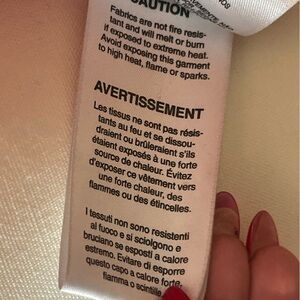 CAUTION
Fabrics are not fire resis-
tant and will melt or burn
if exposed to extreme heat.
Avoid exposing this garment
to high heat, flame or sparks.
AVERTISSEMENT
Les tissus ne sont pas résis-
tants au feu et se dissou-
draient ou brûleraient s'ils
étaient exposés à une forte
source de chaleur. Évitez
d'exposer ce vêtement vers
une forte chaleur, des
flammes ou des étincelles.
I tessuti non sono resistenti
al fuoco e si sciolgono e
bruciano se esposti a calore
estremo. Evitare di esporre
questo capo a calore forte,
fiamma o scintille